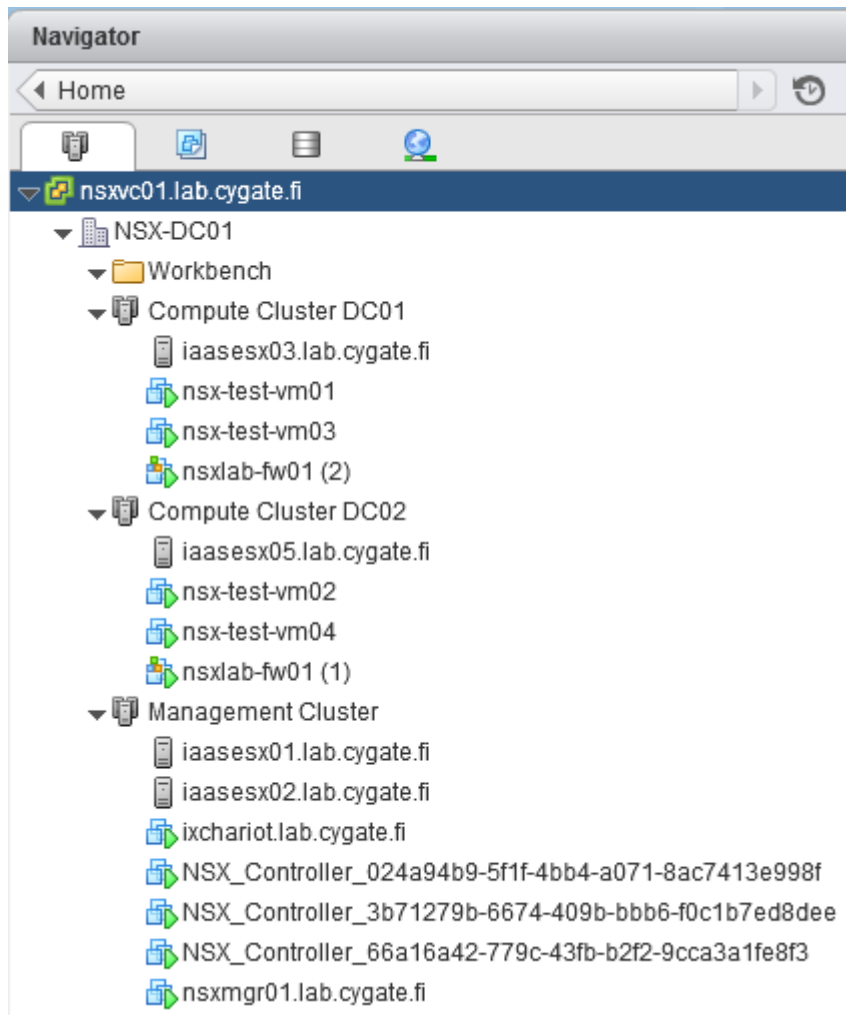 Navigator
Home
nsxvc01.lab.cygate.fi
NSX-DC01
Workbench
Compute Cluster DC01
iaasesx03.lab.cygate.fi
nsx-test-vm01
nsx-test-vm03
nsxlab-fw01 (2)
Compute Cluster DC02
iaasesx05.lab.cygate.fi
nsx-test-vm02
nsx-test-vm04
nsxlab-fw01 (1)
Management Cluster
iaasesx01.lab.cygate.fi
iaasesx02.lab.cygate.fi
ixchariot.lab.cygate.fi
NSX_Controller_024a94b9-5f1f-4bb4-a071-8ac7413e998f
NSX_Controller_3b71279b-6674-409b-bbb6-f0c1b7ed8dee
NSX_Controller_66a16a42-779c-43fb-b2f2-9cca3a1fe8f3
nsxmgr01.lab.cygate.fi